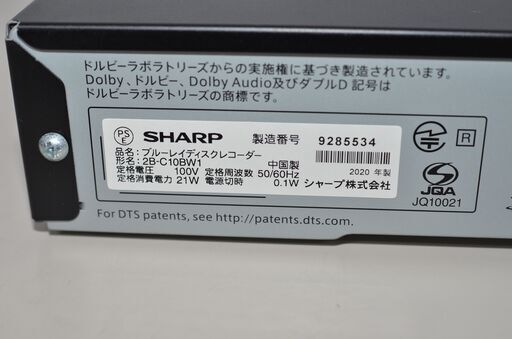 ドルビーラボラトリーズからの実施権に基づき製造されています。
Dolby、ドルビー、Dolby Audio及びダブルD 記号は
ドルビーラボラトリーズの商標です。
PS
E
SHARP 製造番号 9285534
品名:ブルーレイディスクレコーダー
形名:2B-C10BW1 中国製
定格電圧 100V 定格周波数 50/60Hz 2020 年製
定格消費電力 21W 電源切時 0.1W シャープ株式会社
R
JQA
JQ10021
For DTS patents, see http://patents.dts.com.